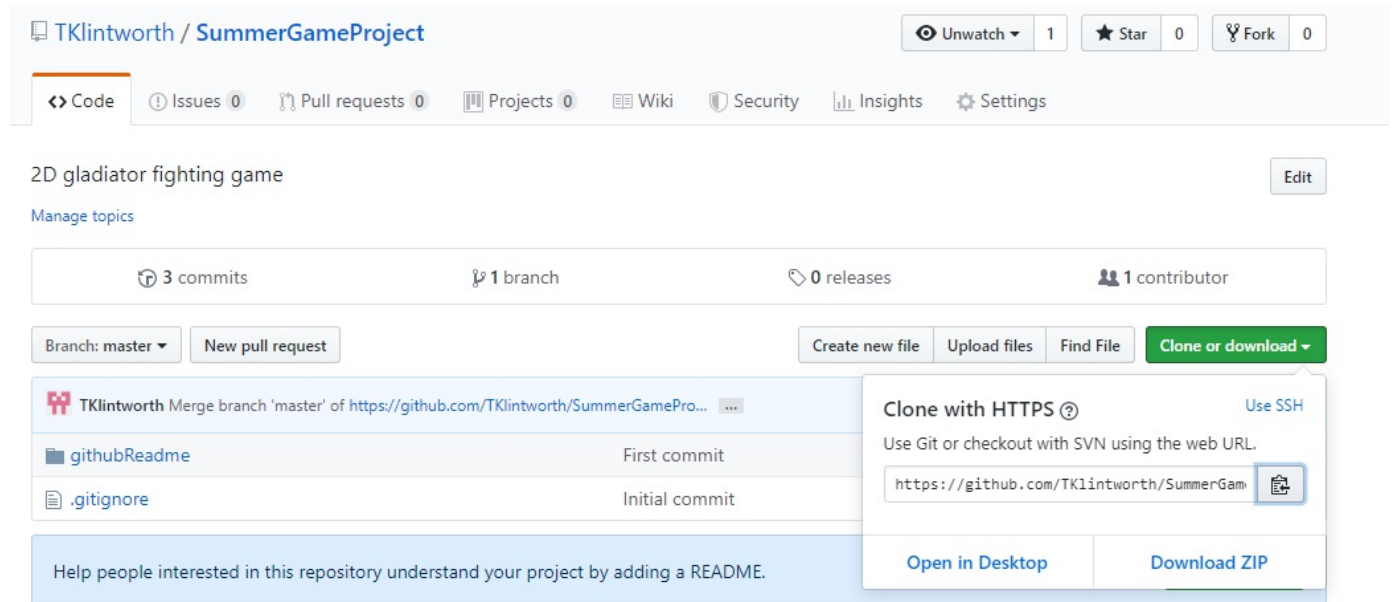 TKlintworth / SummerGameProject
Unwatch 1 Star 0 Fork 0
Code Issues 0 Pull requests 0 Projects 0 Wiki Security Insights Settings
2D gladiator fighting game
Edit
Manage topics
3 commits 1 branch 0 releases 1 contributor
Branch: master New pull request Create new file Upload files Find File Clone or download
TKlintworth Merge branch 'master' of https://github.com/TKlintworth/SummerGamePro... ...
githubReadme First commit
.gitignore Initial commit
Help people interested in this repository understand your project by adding a README.
Clone with HTTPS ? Use SSH
Use Git or checkout with SVN using the web URL.
https://github.com/TKlintworth/SummerGam
Open in Desktop Download ZIP